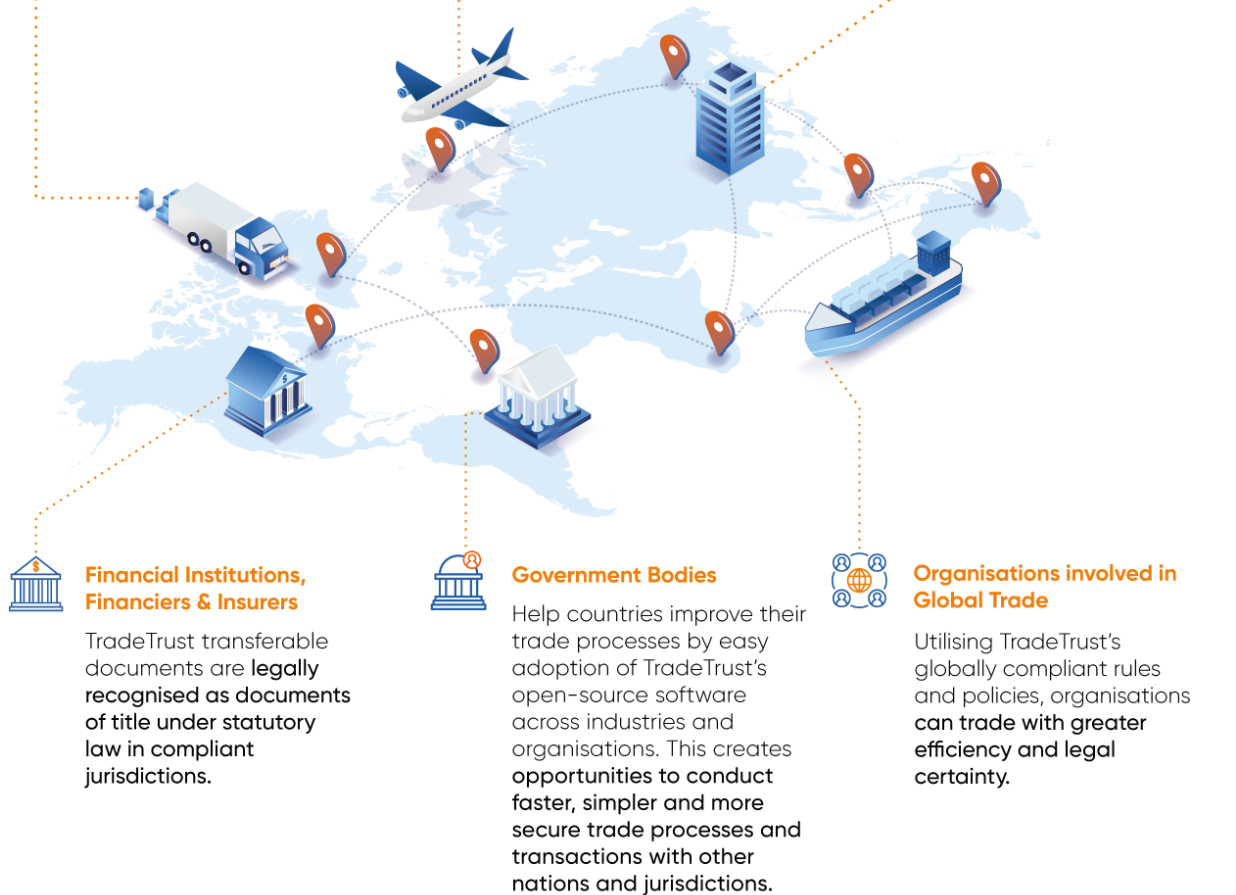 Financial Institutions,
Financiers & Insurers
TradeTrust transferable
documents are legally
recognised as documents
of title under statutory
law in compliant
jurisdictions.
Government Bodies
Help countries improve their
trade processes by easy
adoption of TradeTrust's
open-source software
across industries and
organisations. This creates
opportunities to conduct
faster, simpler and more
secure trade processes and
transactions with other
nations and jurisdictions.
Organisations involved in
Global Trade
Utilising TradeTrust's
globally compliant rules
and policies, organisations
can trade with greater
efficiency and legal
certainty.